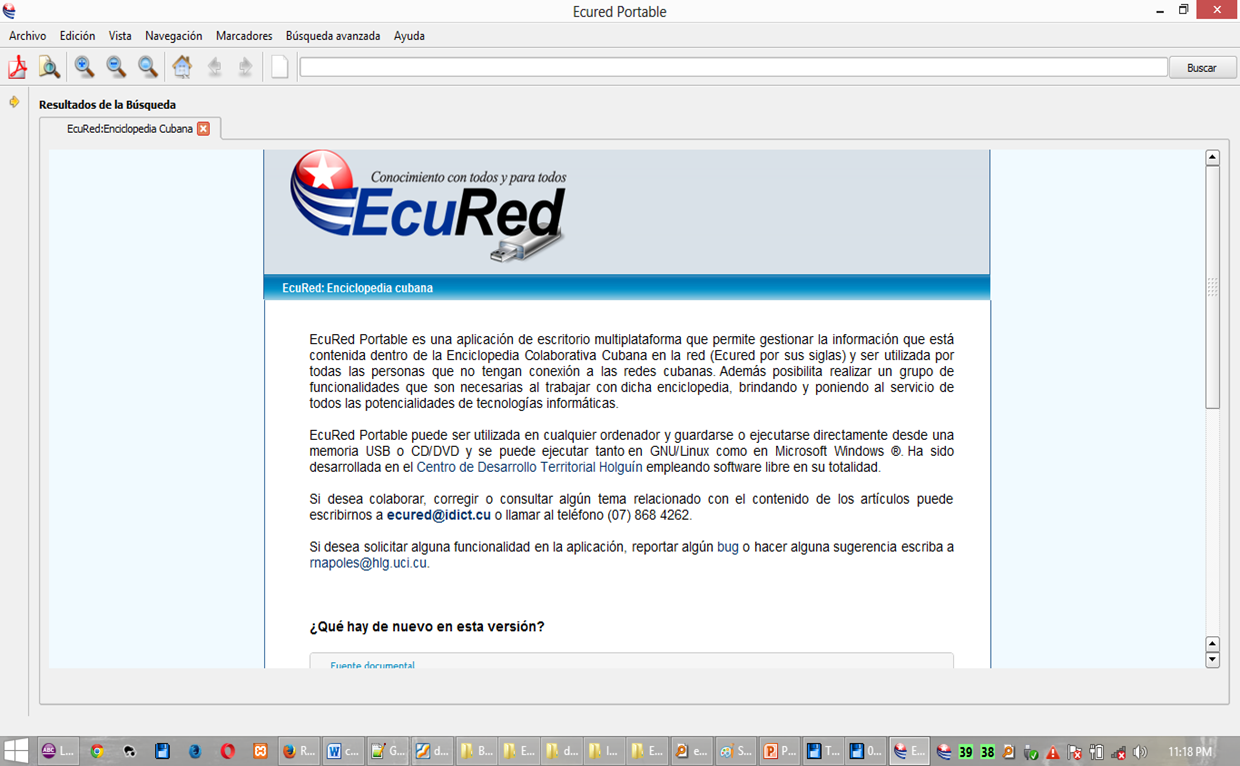 Ecured Portable
Archivo Edición Vista Navegación Marcadores Búsqueda avanzada Ayuda
Buscar
Resultados de la Búsqueda
EcuRed:Enciclopedia Cubana
Conocimiento con todos y para todos
EcuRed
EcuRed: Enciclopedia cubana
EcuRed Portable es una aplicación de escritorio multiplataforma que permite gestionar la información que está
contenida dentro de la Enciclopedia Colaborativa Cubana en la red (Ecured por sus siglas) y ser utilizada por
todas las personas que no tengan conexión a las redes cubanas. Además posibilita realizar un grupo de
funcionalidades que son necesarias al trabajar con dicha enciclopedia, brindando y poniendo al servicio de
todos las potencialidades de tecnologías informáticas.
EcuRed Portable puede ser utilizada en cualquier ordenador y guardarse o ejecutarse directamente desde una
memoria USB o CD/DVD y se puede ejecutar tanto en GNU/Linux como en Microsoft Windows ®. Ha sido
desarrollada en el Centro de Desarrollo Territorial Holguín empleando software libre en su totalidad.
Si desea colaborar, corregir o consultar algún tema relacionado con el contenido de los artículos puede
escribirnos a ecured@idict.cu o llamar al teléfono (07) 868 4262.
Si desea solicitar alguna funcionalidad en la aplicación, reportar algún bug o hacer alguna sugerencia escriba a
rnapoles@hlg.uci.cu.
¿Qué hay de nuevo en esta versión?
Fuente documental
ABC L... R... W c... G... d... B... E... d... I... E... e... S... P P... T... 0... E... 39 38 11:18 PM